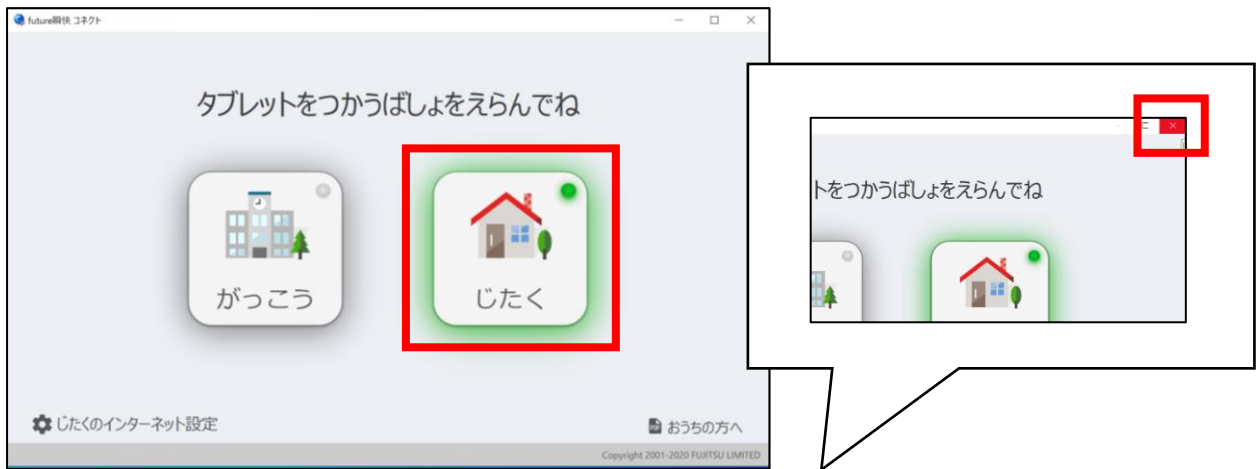 future瞬快 コネクト
タブレットをつかうばしょをえらんでね
がっこう
じたく
じたくのインターネット設定
おうちの方へ
Copyright 2001-2020 FUJITSU LIMITED
トをつかうばしょをえらんでね